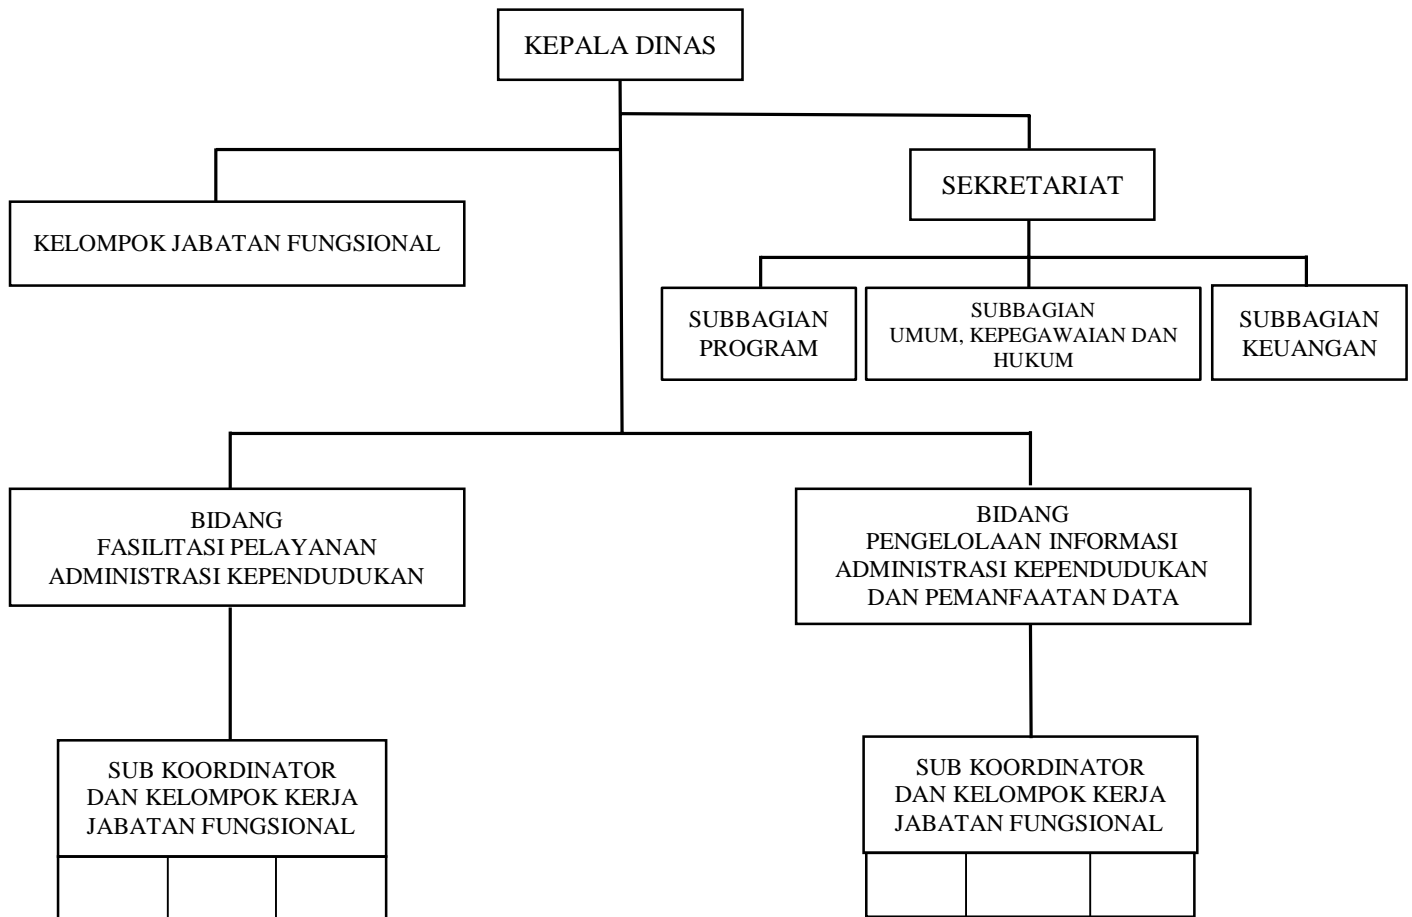 KEPALA DINAS
SEKRETARIAT
KELOMPOK JABATAN FUNGSIONAL
SUBBAGIAN
PROGRAM
SUBBAGIAN
UMUM, KEPEGAWAIAN DAN
HUKUM
SUBBAGIAN
KEUANGAN
BIDANG
FASILITASI PELAYANAN
ADMINISTRASI KEPENDUDUKAN
BIDANG
PENGELOLAAN INFORMASI
ADMINISTRASI KEPENDUDUKAN
DAN PEMANFAATAN DATA
SUB KOORDINATOR
DAN KELOMPOK KERJA
JABATAN FUNGSIONAL
SUB KOORDINATOR
DAN KELOMPOK KERJA
JABATAN FUNGSIONAL